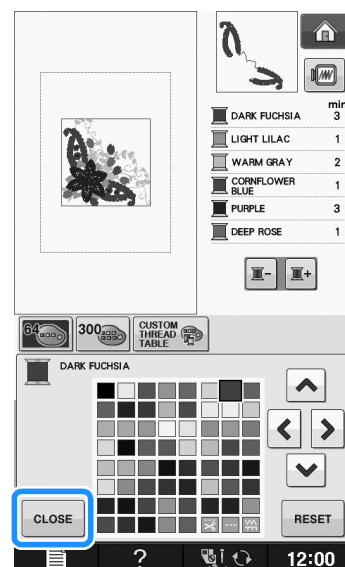 min
DARK FUCHSIA 3
LIGHT LILAC 1
WARM GRAY 2
CORNFLOWER
BLUE 1
PURPLE 3
DEEP ROSE 1
- +
64 300 CUSTOM
THREAD
TABLE
DARK FUCHSIA
CLOSE
RESET
? 12:00